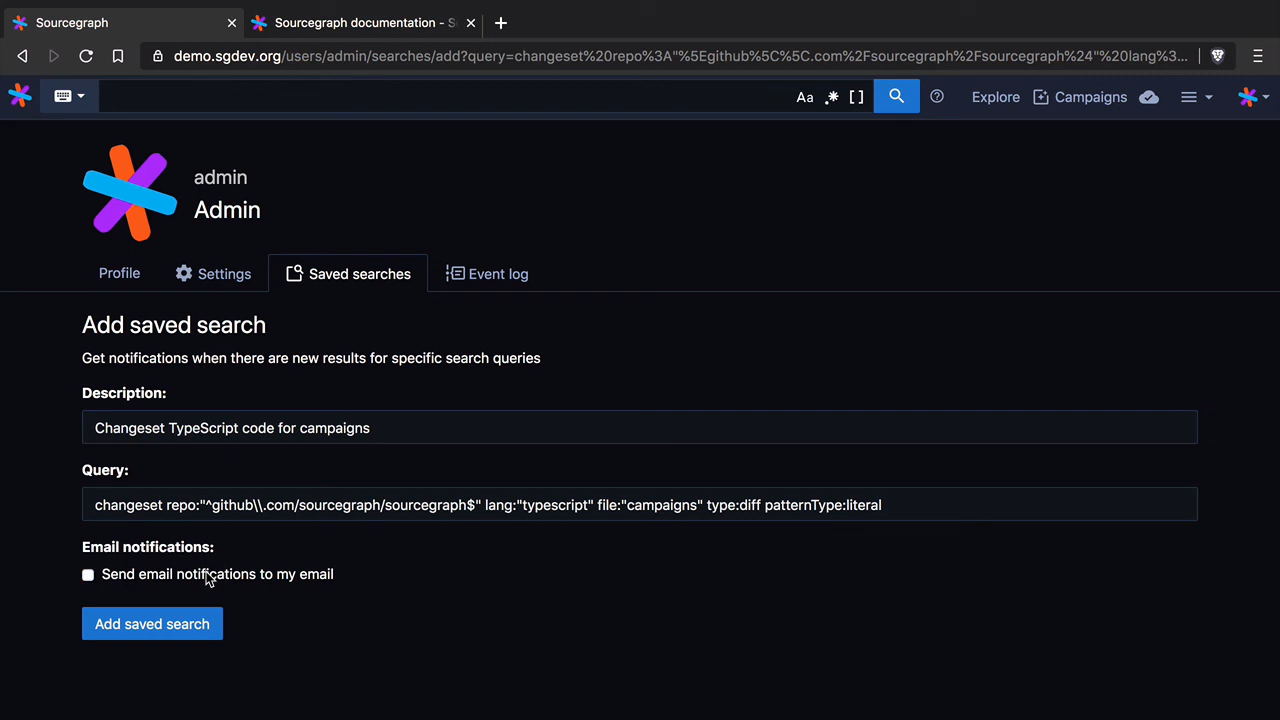 Sourcegraph
Sourcegraph documentation - S
demo.sgdev.org/users/admin/searches/add?query=changeset%20repo%3A"%5Egithub%5C%5C.com%2Fsourcegraph%2Fsourcegraph%24"%20lang%3...
Aa
Explore
Campaigns
admin
Admin
Profile
Settings
Saved searches
Event log
Add saved search
Get notifications when there are new results for specific search queries
Description:
Changeset TypeScript code for campaigns
Query:
changeset repo:"^github\\.com/sourcegraph/sourcegraph$" lang:"typescript" file:"campaigns" type:diff patternType:literal
Email notifications:
Send email notifications to my email
Add saved search